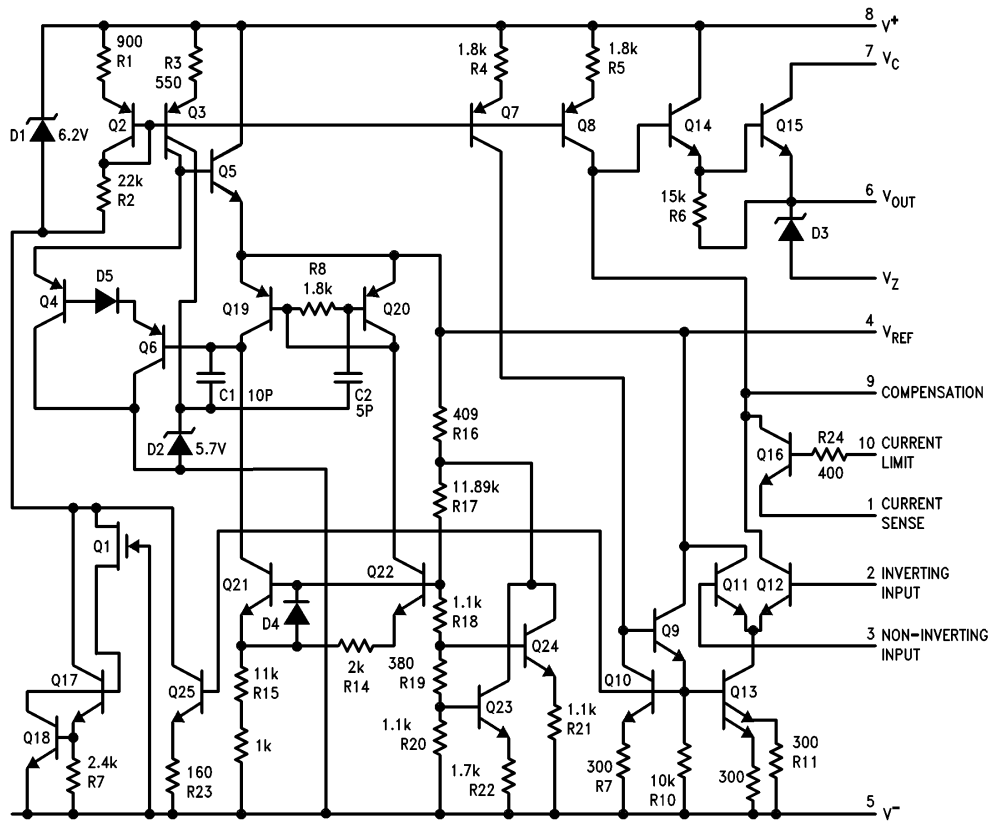 8 V+
7 VC
900
R1
R3
550
1.8k
R4
1.8k
R5
D1 6.2V
Q2
Q3
Q7
Q8
Q14
Q15
Q5
22k
R2
15k
R6
6 VOUT
D3
VZ
D5
R8
1.8k
Q4
Q19
Q20
Q6
4 VREF
C1 10P
C2
5P
9 COMPENSATION
409
R16
D2 5.7V
Q16
R24
400
10 CURRENT
LIMIT
11.89k
R17
1 CURRENT
SENSE
Q1
Q21
Q22
Q11
Q12
2 INVERTING
INPUT
D4
1.1k
R18
Q24
Q9
3 NON-INVERTING
INPUT
2k
R14
380
R19
Q17
Q25
11k
R15
Q10
Q13
Q18
Q23
1.1k
R20
1.1k
R21
1k
2.4k
R7
160
R23
1.7k
R22
300
R7
10k
R10
300
300
R11
5 V−